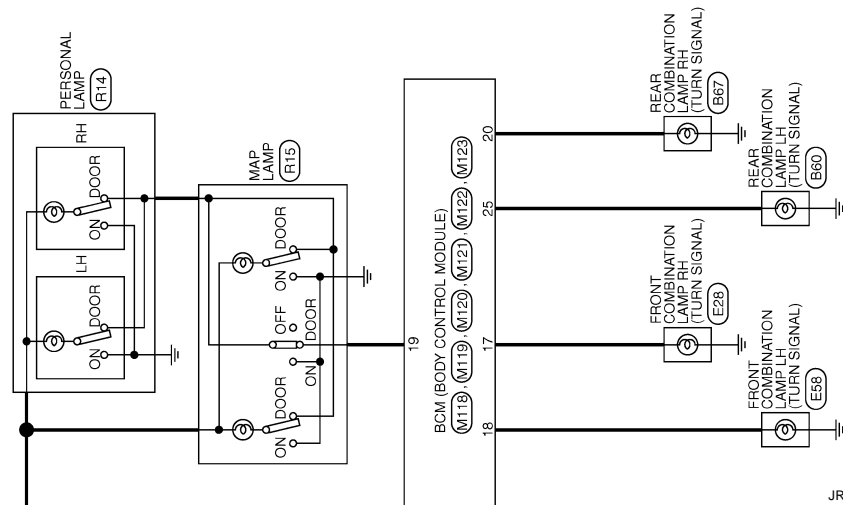 PERSONAL
LAMP
R14
RH
DOOR
ON
LH
DOOR
ON
MAP
LAMP
R15
DOOR
ON
OFF
DOOR
ON
DOOR
ON
19
BCM (BODY CONTROL MODULE)
M118 , M119 , M120 , M121 , M122 , M123
20
25
17
18
REAR
COMBINATION
LAMP RH
(TURN SIGNAL)
B67
REAR
COMBINATION
LAMP LH
(TURN SIGNAL)
B60
FRONT
COMBINATION
LAMP RH
(TURN SIGNAL)
E28
FRONT
COMBINATION
LAMP LH
(TURN SIGNAL)
E58
JR